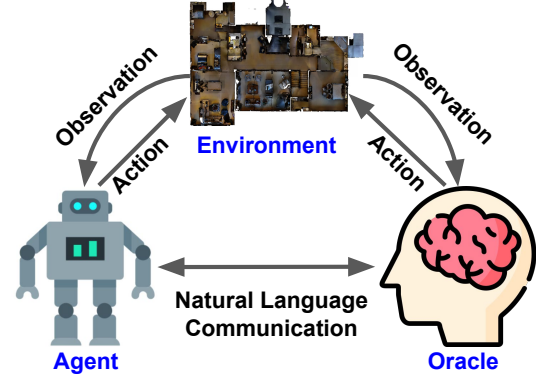 Observation
Action
Environment
Observation
Action
Natural Language
Communication
Agent
Oracle